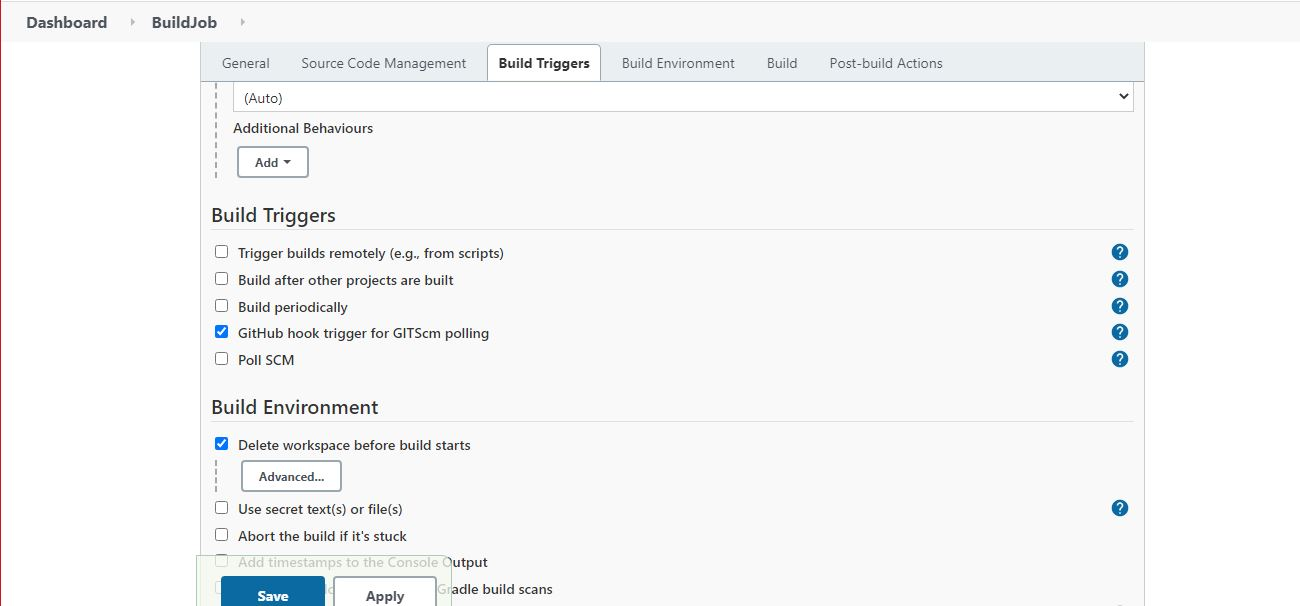 Dashboard BuildJob
General Source Code Management Build Triggers Build Environment Build Post-build Actions
(Auto)
Additional Behaviours
Add
Build Triggers
Trigger builds remotely (e.g., from scripts) ?
Build after other projects are built ?
Build periodically ?
GitHub hook trigger for GITScm polling ?
Poll SCM ?
Build Environment
Delete workspace before build starts
Advanced...
Use secret text(s) or file(s) ?
Abort the build if it's stuck
Add timestamps to the Console Output
Gradle build scans
Save Apply